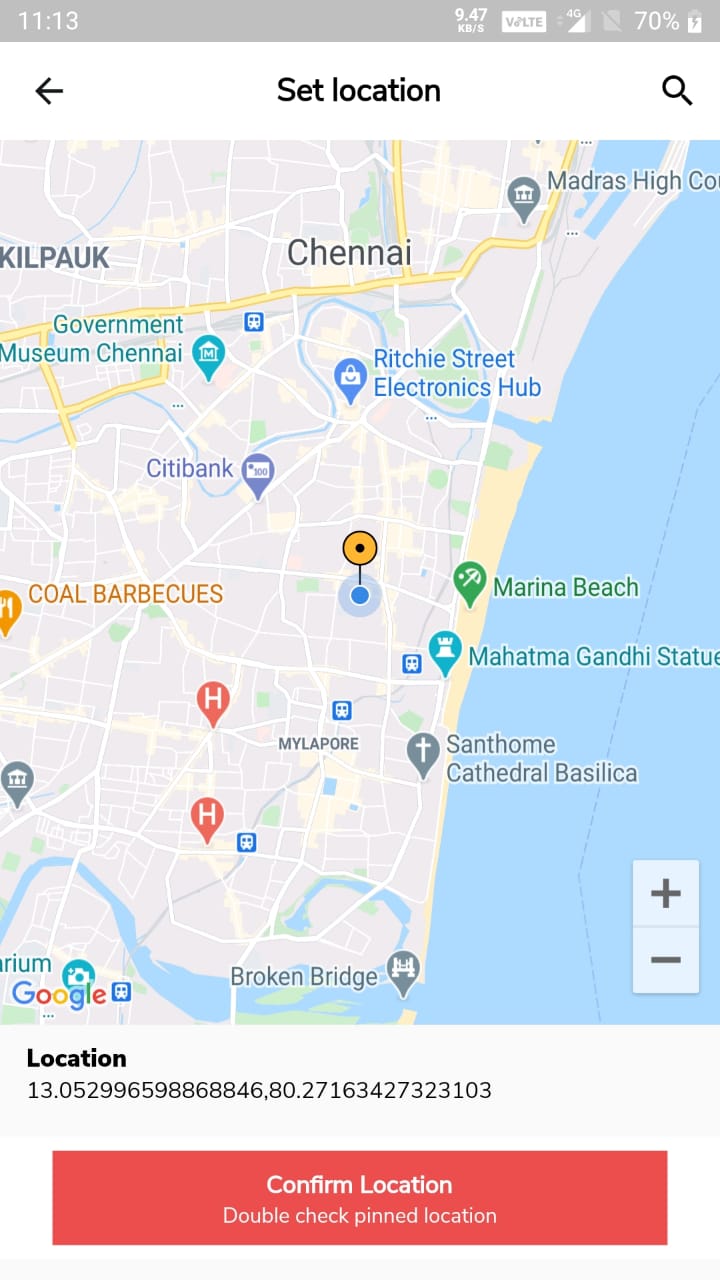 11:13
9.47
KB/S
VoLTE
4G
70%
Set location
Madras High Cou
KILPAUK
Chennai
Government
Museum Chennai
M
Ritchie Street
Electronics Hub
Citibank
100
COAL BARBECUES
Marina Beach
Mahatma Gandhi Statue
H
MYLAPORE
Santhome
Cathedral Basilica
H
+
−
arium
Google
Broken Bridge
Location
13.052996598868846,80.27163427323103
Confirm Location
Double check pinned location